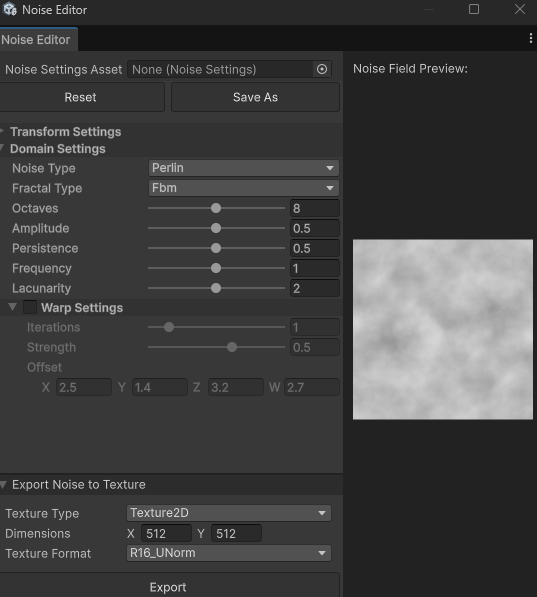 Noise Editor
Noise Editor
Noise Settings Asset None (Noise Settings)
Noise Field Preview:
Reset Save As
Transform Settings
Domain Settings
Noise Type Perlin
Fractal Type Fbm
Octaves 8
Amplitude 0.5
Persistence 0.5
Frequency 1
Lacunarity 2
Warp Settings
Iterations 1
Strength 0.5
Offset
X 2.5 Y 1.4 Z 3.2 W 2.7
Export Noise to Texture
Texture Type Texture2D
Dimensions X 512 Y 512
Texture Format R16_UNorm
Export